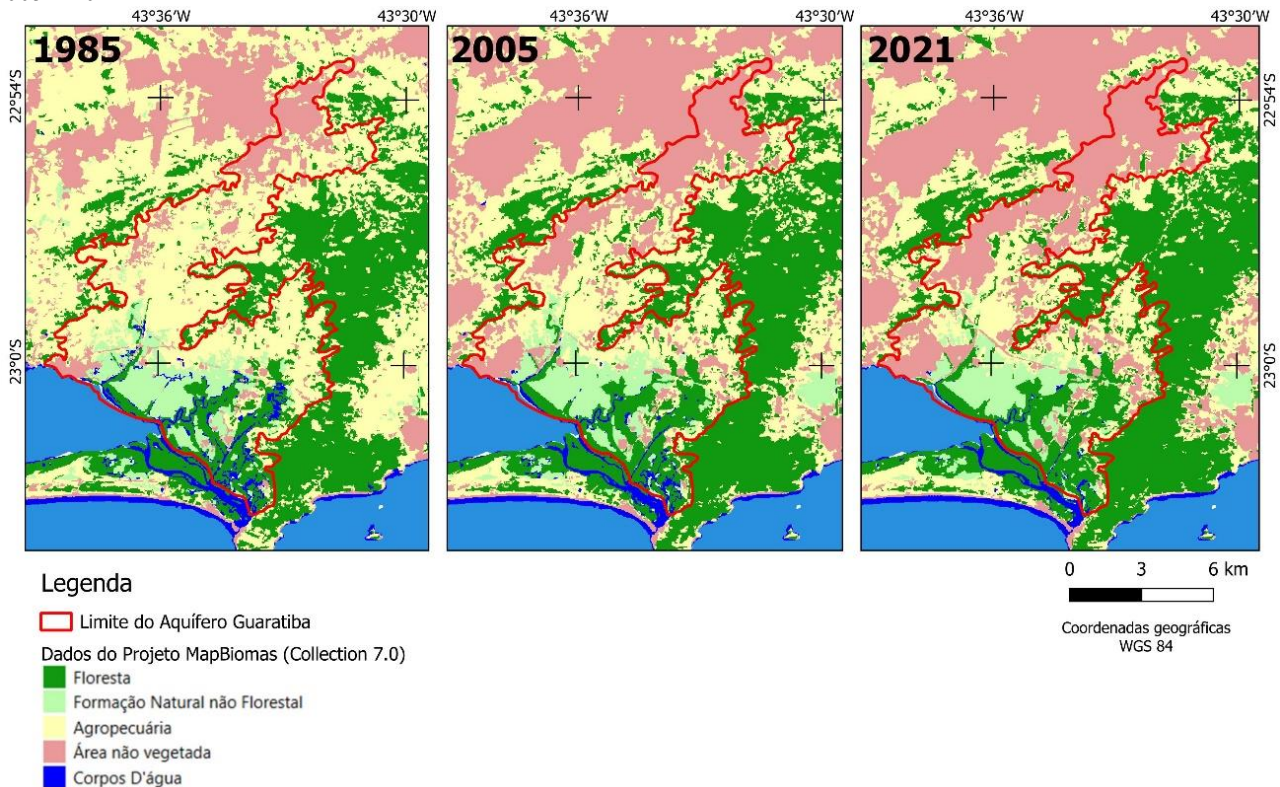 43°36'W 43°30'W 43°36'W 43°30'W 43°36'W 43°30'W
1985 2005 2021
22°54'S 22°54'S
23°0'S 23°0'S
Legenda
Limite do Aquífero Guaratiba
Dados do Projeto MapBiomas (Collection 7.0)
Floresta
Formação Natural não Florestal
Agropecuária
Área não vegetada
Corpos D'água
0 3 6 km
Coordenadas geográficas
WGS 84